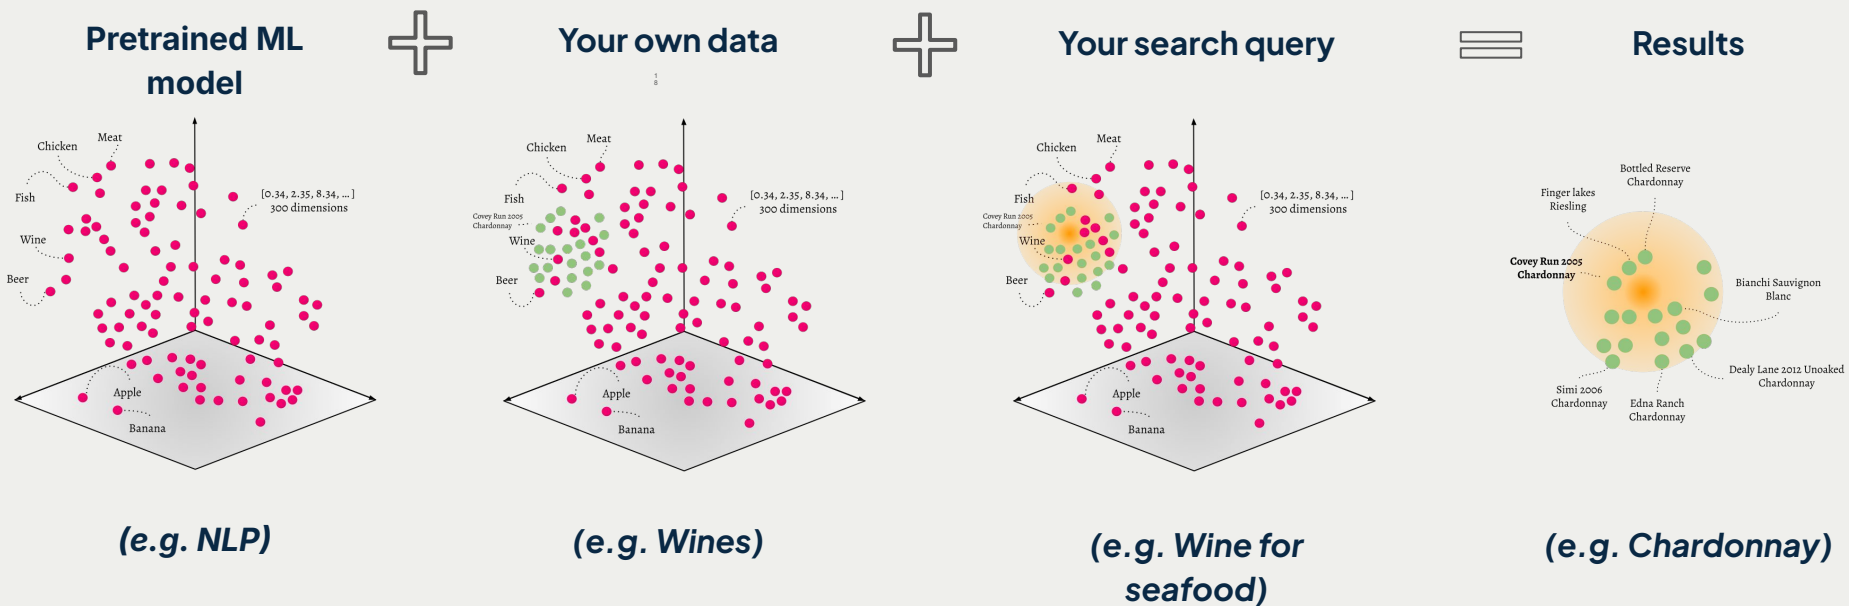 Pretrained ML
model
Your own data
1
8
Your search query
Results
Meat
Chicken
Fish
[0.34, 2.35, 8.34, ...]
300 dimensions
Wine
Beer
Apple
Banana
(e.g. NLP)
Meat
Chicken
Fish
[0.34, 2.35, 8.34, ...]
300 dimensions
Covey Run 2005
Chardonnay
Wine
Beer
Apple
Banana
(e.g. Wines)
Meat
Chicken
Fish
[0.34, 2.35, 8.34, ...]
300 dimensions
Covey Run 2005
Chardonnay
Wine
Beer
Apple
Banana
(e.g. Wine for
seafood)
Bottled Reserve
Chardonnay
Finger lakes
Riesling
Covey Run 2005
Chardonnay
Bianchi Sauvignon
Blanc
Dealy Lane 2012 Unoaked
Chardonnay
Simi 2006
Chardonnay
Edna Ranch
Chardonnay
(e.g. Chardonnay)